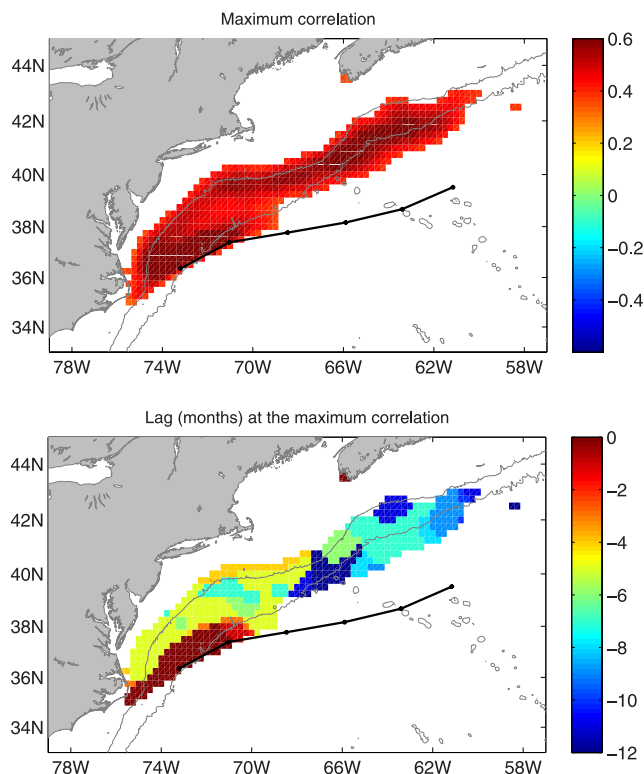 Maximum correlation
44N
42N
40N
38N
36N
34N
78W 74W 70W 66W 62W 58W
0.6
0.4
0.2
0
−0.2
−0.4
Lag (months) at the maximum correlation
44N
42N
40N
38N
36N
34N
78W 74W 70W 66W 62W 58W
0
−2
−4
−6
−8
−10
−12